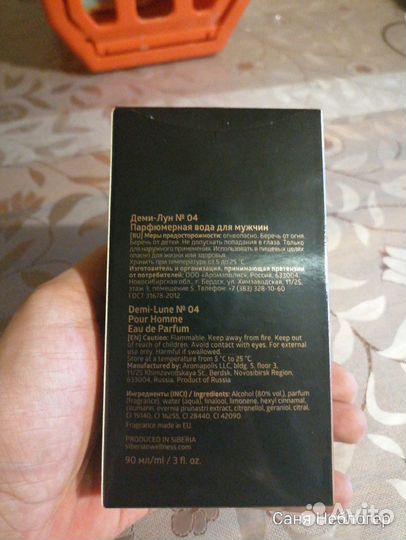 Деми-Лун № 04
Парфюмерная вода для мужчин
[RU] Меры предосторожности: огнеопасно. Беречь от огня.
Беречь от детей. Не допускать попадания в глаза. Только
для наружного применения. Использовать в пищевых целях
опасно для жизни или здоровья.
Хранить при температуре от 5 до 25 °C.
Изготовитель и организация, принимающая претензии
от потребителей: ООО «Аромаполис», Россия, 633004,
Новосибирская обл., г. Бердск, ул. Химзаводская, 11/25,
этаж 3, помещение 5. Телефон: +7 (383) 328-10-60
ГОСТ 31678-2012
Demi-Lune № 04
Pour Homme
Eau de Parfum
[EN] Caution: Flammable. Keep away from fire. Keep out
of reach of children. Avoid contact with eyes. For external
use only. Harmful if swallowed.
Store at a temperature from 5 °C to 25 °C
Manufactured by: Aromapolis LLC, bldg. 5, floor 3,
11/25 Khimzavodskaya St., Berdsk, Novosibirsk Region,
633004, Russia. Product of Russia
Ингредиенты (INCI) / Ingredients: Alcohol (80% vol.), parfum
(fragrance), water (aqua), linalool, limonene, hexyl cinnamal,
coumarin, evernia prunastri extract, citronellol, geraniol, citral,
CI 19140, CI 16255, CI 28440, CI 42090.
Fragrance made in EU
PRODUCED IN SIBERIA
siberianwellness.com
90 мл/ml / 3 fl. oz.
Avito
Саня Неблогер